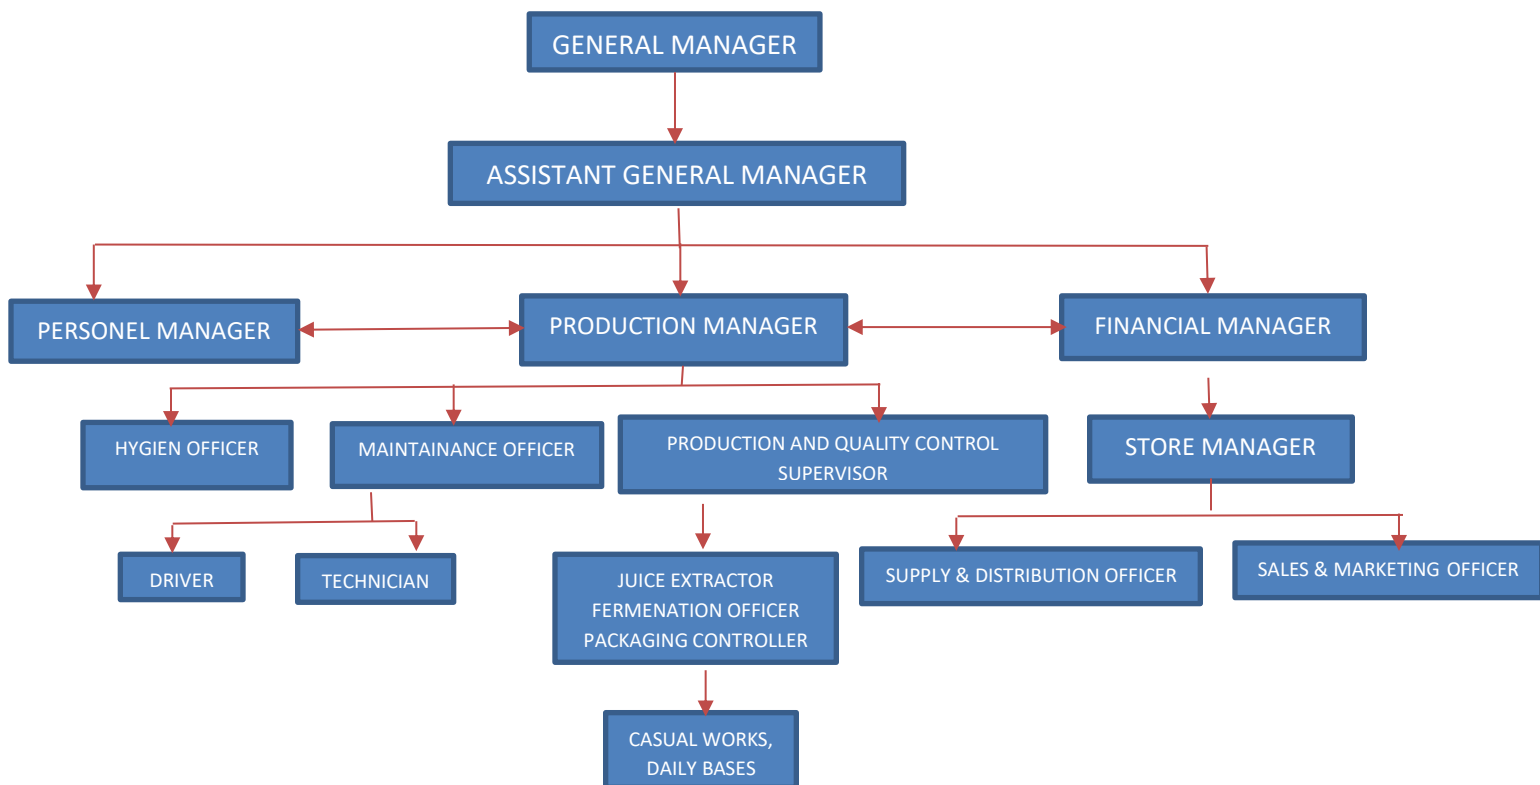 GENERAL MANAGER
ASSISTANT GENERAL MANAGER
PERSONEL MANAGER
PRODUCTION MANAGER
FINANCIAL MANAGER
HYGIEN OFFICER
MAINTAINANCE OFFICER
PRODUCTION AND QUALITY CONTROL
SUPERVISOR
STORE MANAGER
DRIVER
TECHNICIAN
JUICE EXTRACTOR
FERMENATION OFFICER
PACKAGING CONTROLLER
SUPPLY & DISTRIBUTION OFFICER
SALES & MARKETING OFFICER
CASUAL WORKS,
DAILY BASES